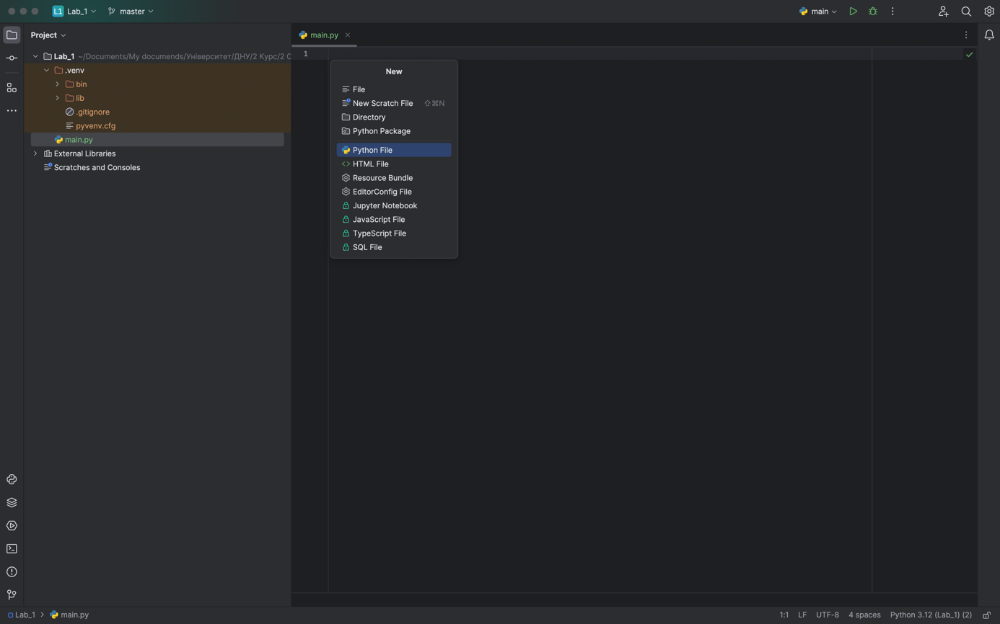 L1 Lab_1 master main
Project
main.py
Lab_1 ~/Documents/My documends/Університет/ДНУ/2 Курс/2 С
1
.venv
bin
lib
.gitignore
pyvenv.cfg
main.py
External Libraries
Scratches and Consoles
New
File
New Scratch File ⇧⌘N
Directory
Python Package
Python File
HTML File
Resource Bundle
EditorConfig File
Jupyter Notebook
JavaScript File
TypeScript File
SQL File
Lab_1 > main.py 1:1 LF UTF-8 4 spaces Python 3.12 (Lab_1) (2)